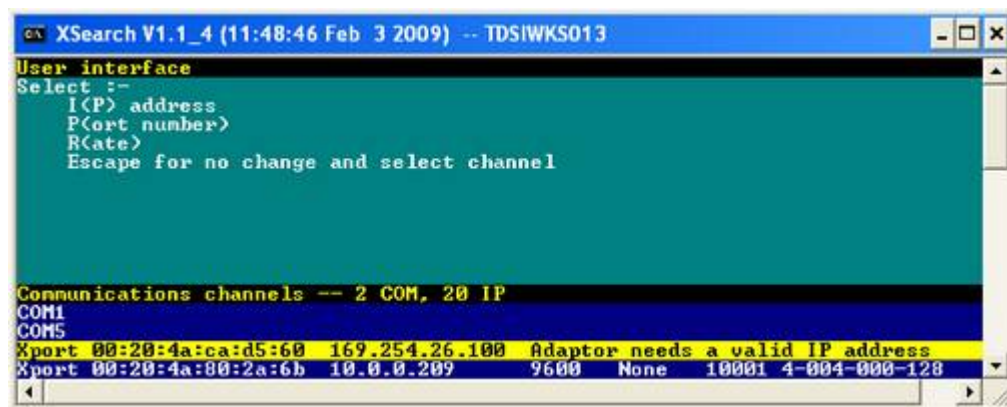 XSearch V1.1_4 (11:48:46 Feb 3 2009) -- TDSIWKS013
User interface
Select :-
I(P) address
P(ort number)
R(ate)
Escape for no change and select channel
Communications channels -- 2 COM, 20 IP
COM1
COM5
Xport 00:20:4a:ca:d5:60 169.254.26.100 Adaptor needs a valid IP address
Xport 00:20:4a:80:2a:6b 10.0.0.209 9600 None 10001 4-004-000-128